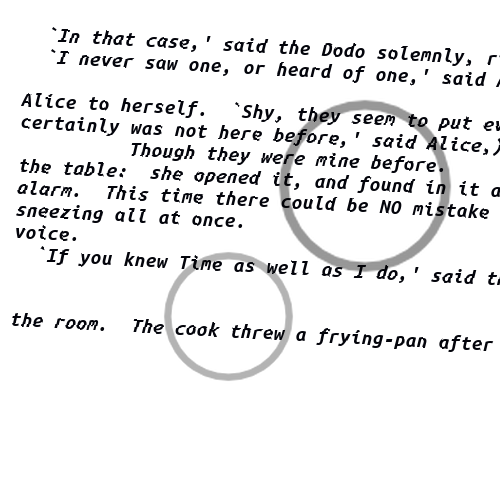 `In that case,' said the Dodo solemnly,
`I never saw one, or heard of one,' said
Alice to herself.  `Shy, they seem to put
certainly was not here before,' said Alice,)
Though they were mine before.
the table:  she opened it, and found in it
alarm.  This time there could be NO mistake
sneezing all at once.
voice.
`If you knew Time as well as I do,' said
the room.  The cook threw a frying-pan after